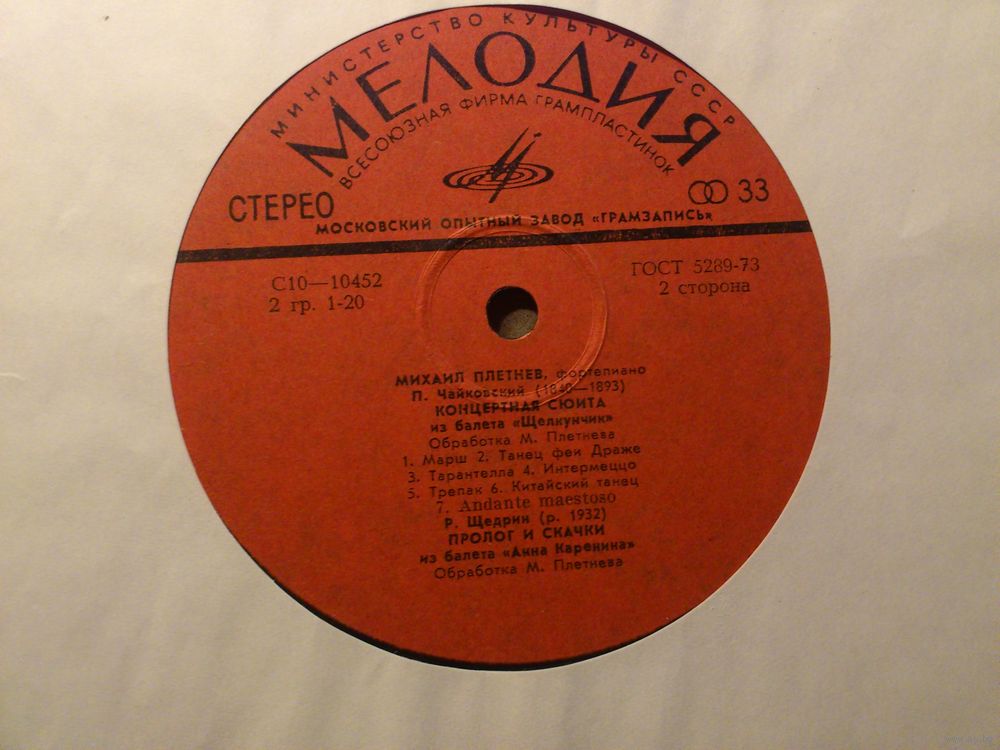 МИНИСТЕРСТВО КУЛЬТУРЫ СССР
МЕЛОДИЯ
ВСЕСОЮЗНАЯ ФИРМА ГРАМПЛАСТИНОК
СТЕРЕО
33
МОСКОВСКИЙ ОПЫТНЫЙ ЗАВОД «ГРАМЗАПИСЬ»
С10—10452
2 гр. 1-20
ГОСТ 5289-73
2 сторона
МИХАИЛ ПЛЕТНЕВ, фортепиано
П. Чайковский (1840—1893)
КОНЦЕРТНАЯ СЮИТА
из балета «Щелкунчик»
Обработка М. Плетнева
1. Марш 2. Танец феи Драже
3. Тарантелла 4. Интермеццо
5. Трепак 6. Китайский танец
7. Andante maestoso
Р. Щедрин (р. 1932)
ПРОЛОГ И СКАЧКИ
из балета «Анна Каренина»
Обработка М. Плетнева